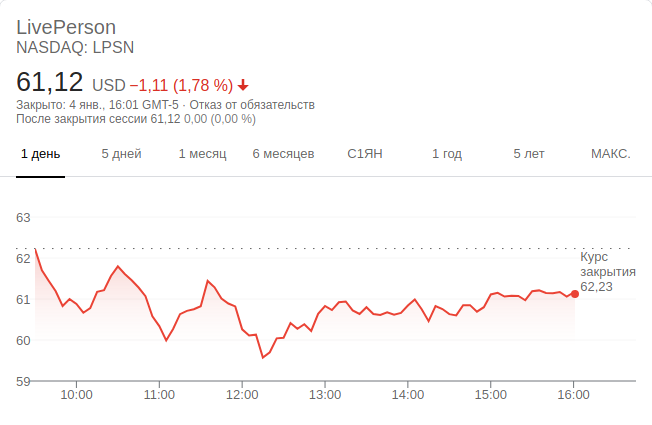 LivePerson
NASDAQ: LPSN
61,12 USD −1,11 (1,78 %)
Закрыто: 4 янв., 16:01 GMT-5 · Отказ от обязательств
После закрытия сессии 61,12 0,00 (0,00 %)
1 день 5 дней 1 месяц 6 месяцев С1ЯН 1 год 5 лет МАКС.
63
62
61
60
59
Курс
закрытия
62,23
10:00 11:00 12:00 13:00 14:00 15:00 16:00